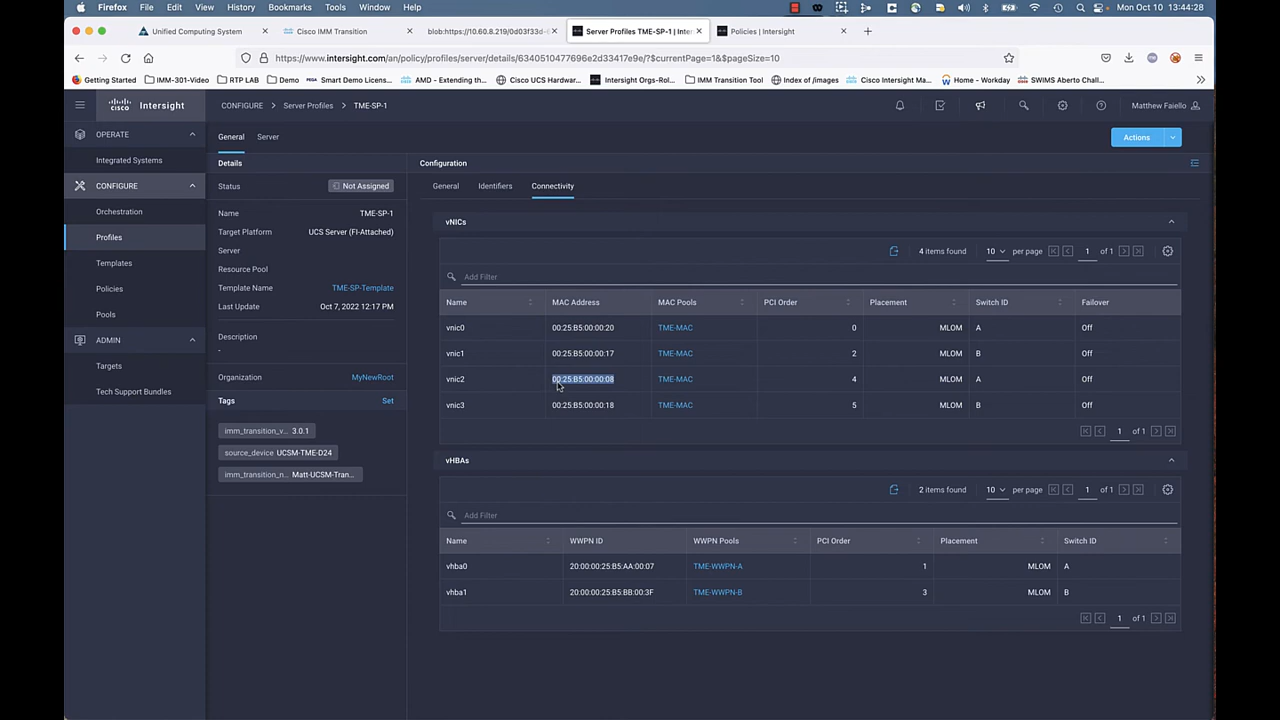 Firefox File Edit View History Bookmarks Tools Window Help Mon Oct 10 13:44:28
Unified Computing System × Cisco IMM Transition × blob:https://10.60.8.219/0d03f33d-6 × Server Profiles TME-SP-1 | Inter × Policies | Intersight × +
https://www.intersight.com/an/policy/profiles/server/details/6340510477696e2d33417e9e/?$currentPage=1&$pageSize=10
Getting Started IMM-301-Video RTP LAB Demo Smart Demo Licens... AMD - Extending th... Cisco UCS Hardwar... Intersight Orgs-Rol... IMM Transition Tool Index of /images Cisco Intersight Ma... Home - Workday SWIMS Aberto Chall...
CISCO Intersight CONFIGURE > Server Profiles > TME-SP-1 Matthew Faiello
OPERATE
Integrated Systems
CONFIGURE
Orchestration
Profiles
Templates
Policies
Pools
ADMIN
Targets
Tech Support Bundles
General Server Actions
Details
Status Not Assigned
Name TME-SP-1
Target Platform UCS Server (FI-Attached)
Server
Resource Pool
Template Name TME-SP-Template
Last Update Oct 7, 2022 12:17 PM
Description
-
Organization MyNewRoot
Tags Set
imm_transition_v... 3.0.1
source_device UCSM-TME-D24
imm_transition_n... Matt-UCSM-Tran...
Configuration
General Identifiers Connectivity
vNICs
4 items found 10 per page 1 of 1
Add Filter
Name MAC Address MAC Pools PCI Order Placement Switch ID Failover
vnic0 00:25:B5:00:00:20 TME-MAC 0 MLOM A Off
vnic1 00:25:B5:00:00:17 TME-MAC 2 MLOM B Off
vnic2 00:25:B5:00:00:08 TME-MAC 4 MLOM A Off
vnic3 00:25:B5:00:00:18 TME-MAC 5 MLOM B Off
1 of 1
vHBAs
2 items found 10 per page 1 of 1
Add Filter
Name WWPN ID WWPN Pools PCI Order Placement Switch ID
vhba0 20:00:00:25:B5:AA:00:07 TME-WWPN-A 1 MLOM A
vhba1 20:00:00:25:B5:BB:00:3F TME-WWPN-B 3 MLOM B
1 of 1